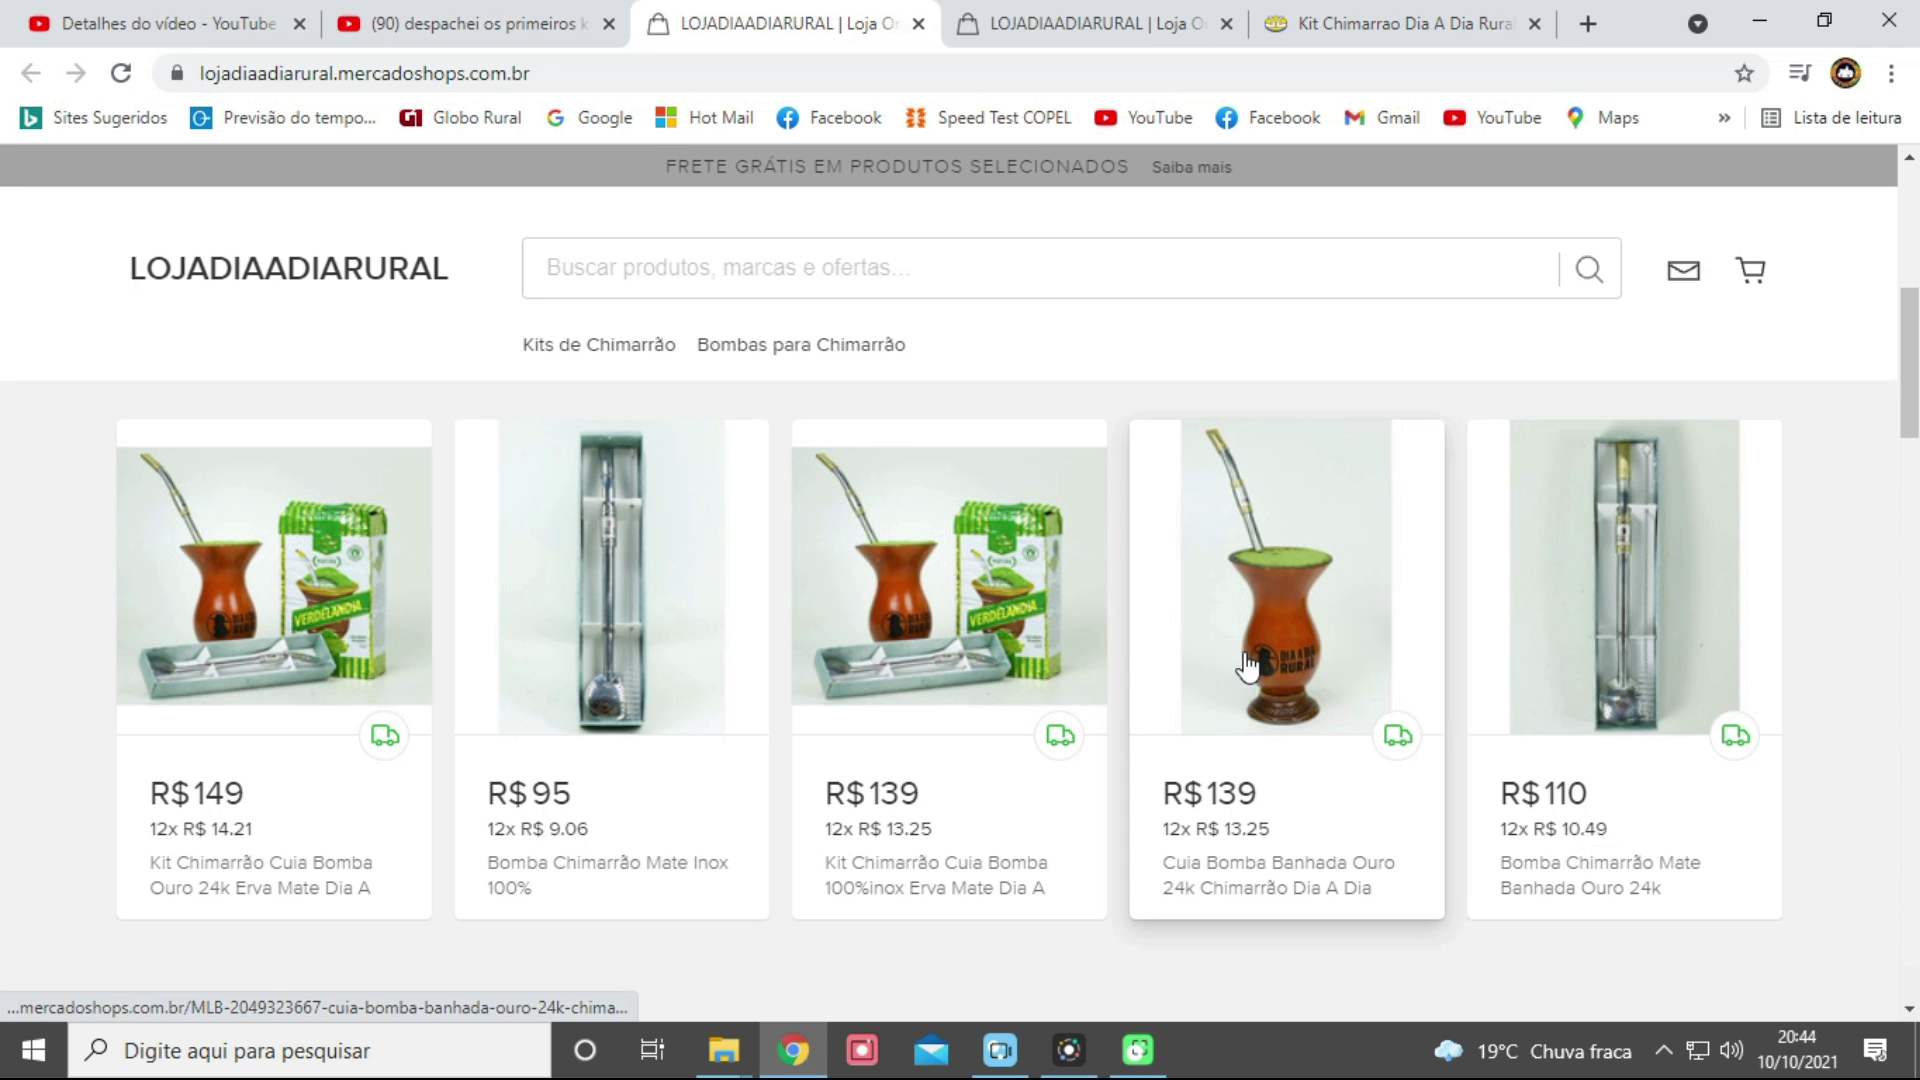 Detalhes do vídeo - YouTube
(90) despachei os primeiros k
LOJADIAADIARURAL | Loja Or
LOJADIAADIARURAL | Loja O
Kit Chimarrao Dia A Dia Rural
lojadiaadiarural.mercadoshops.com.br
Sites Sugeridos
Previsão do tempo...
G1 Globo Rural
Google
Hot Mail
Facebook
Speed Test COPEL
YouTube
Facebook
Gmail
YouTube
Maps
»
Lista de leitura
FRETE GRÁTIS EM PRODUTOS SELECIONADOS Saiba mais
LOJADIAADIARURAL
Buscar produtos, marcas e ofertas...
Kits de Chimarrão Bombas para Chimarrão
VERDELÂNDIA
VERDELÂNDIA
DIA A DIA
RURAL
R$ 149
12x R$ 14.21
Kit Chimarrão Cuia Bomba
Ouro 24k Erva Mate Dia A
R$ 95
12x R$ 9.06
Bomba Chimarrão Mate Inox
100%
R$ 139
12x R$ 13.25
Kit Chimarrão Cuia Bomba
100%inox Erva Mate Dia A
R$ 139
12x R$ 13.25
Cuia Bomba Banhada Ouro
24k Chimarrão Dia A Dia
R$ 110
12x R$ 10.49
Bomba Chimarrão Mate
Banhada Ouro 24k
...mercadoshops.com.br/MLB-2049323667-cuia-bomba-banhada-ouro-24k-chima...
Digite aqui para pesquisar
19°C Chuva fraca
20:44
10/10/2021